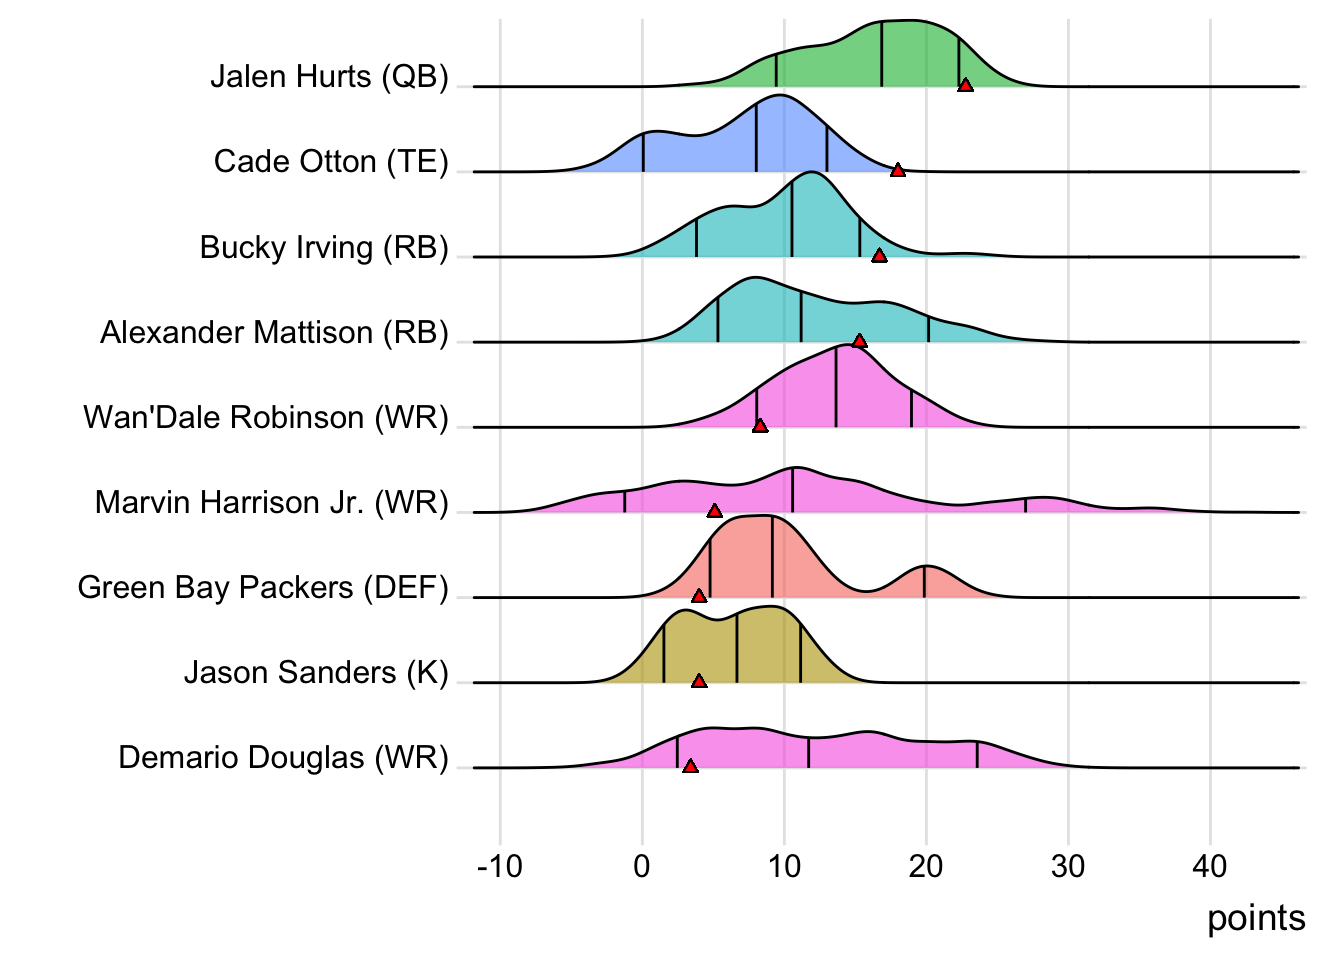 Jalen Hurts (QB)
Cade Otton (TE)
Bucky Irving (RB)
Alexander Mattison (RB)
Wan'Dale Robinson (WR)
Marvin Harrison Jr. (WR)
Green Bay Packers (DEF)
Jason Sanders (K)
Demario Douglas (WR)
-10 0 10 20 30 40
points